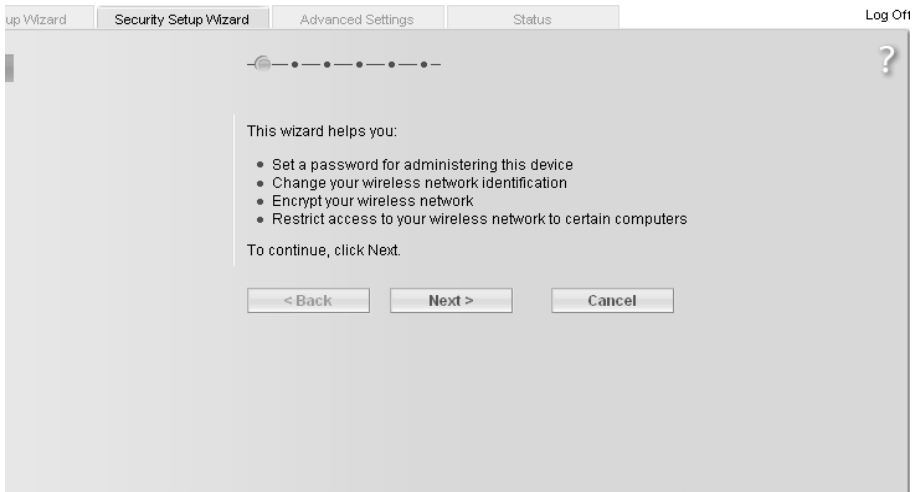 up Wizard
Security Setup Wizard
Advanced Settings
Status
Log Off
?
This wizard helps you:
Set a password for administering this device
Change your wireless network identification
Encrypt your wireless network
Restrict access to your wireless network to certain computers
To continue, click Next.
< Back
Next >
Cancel